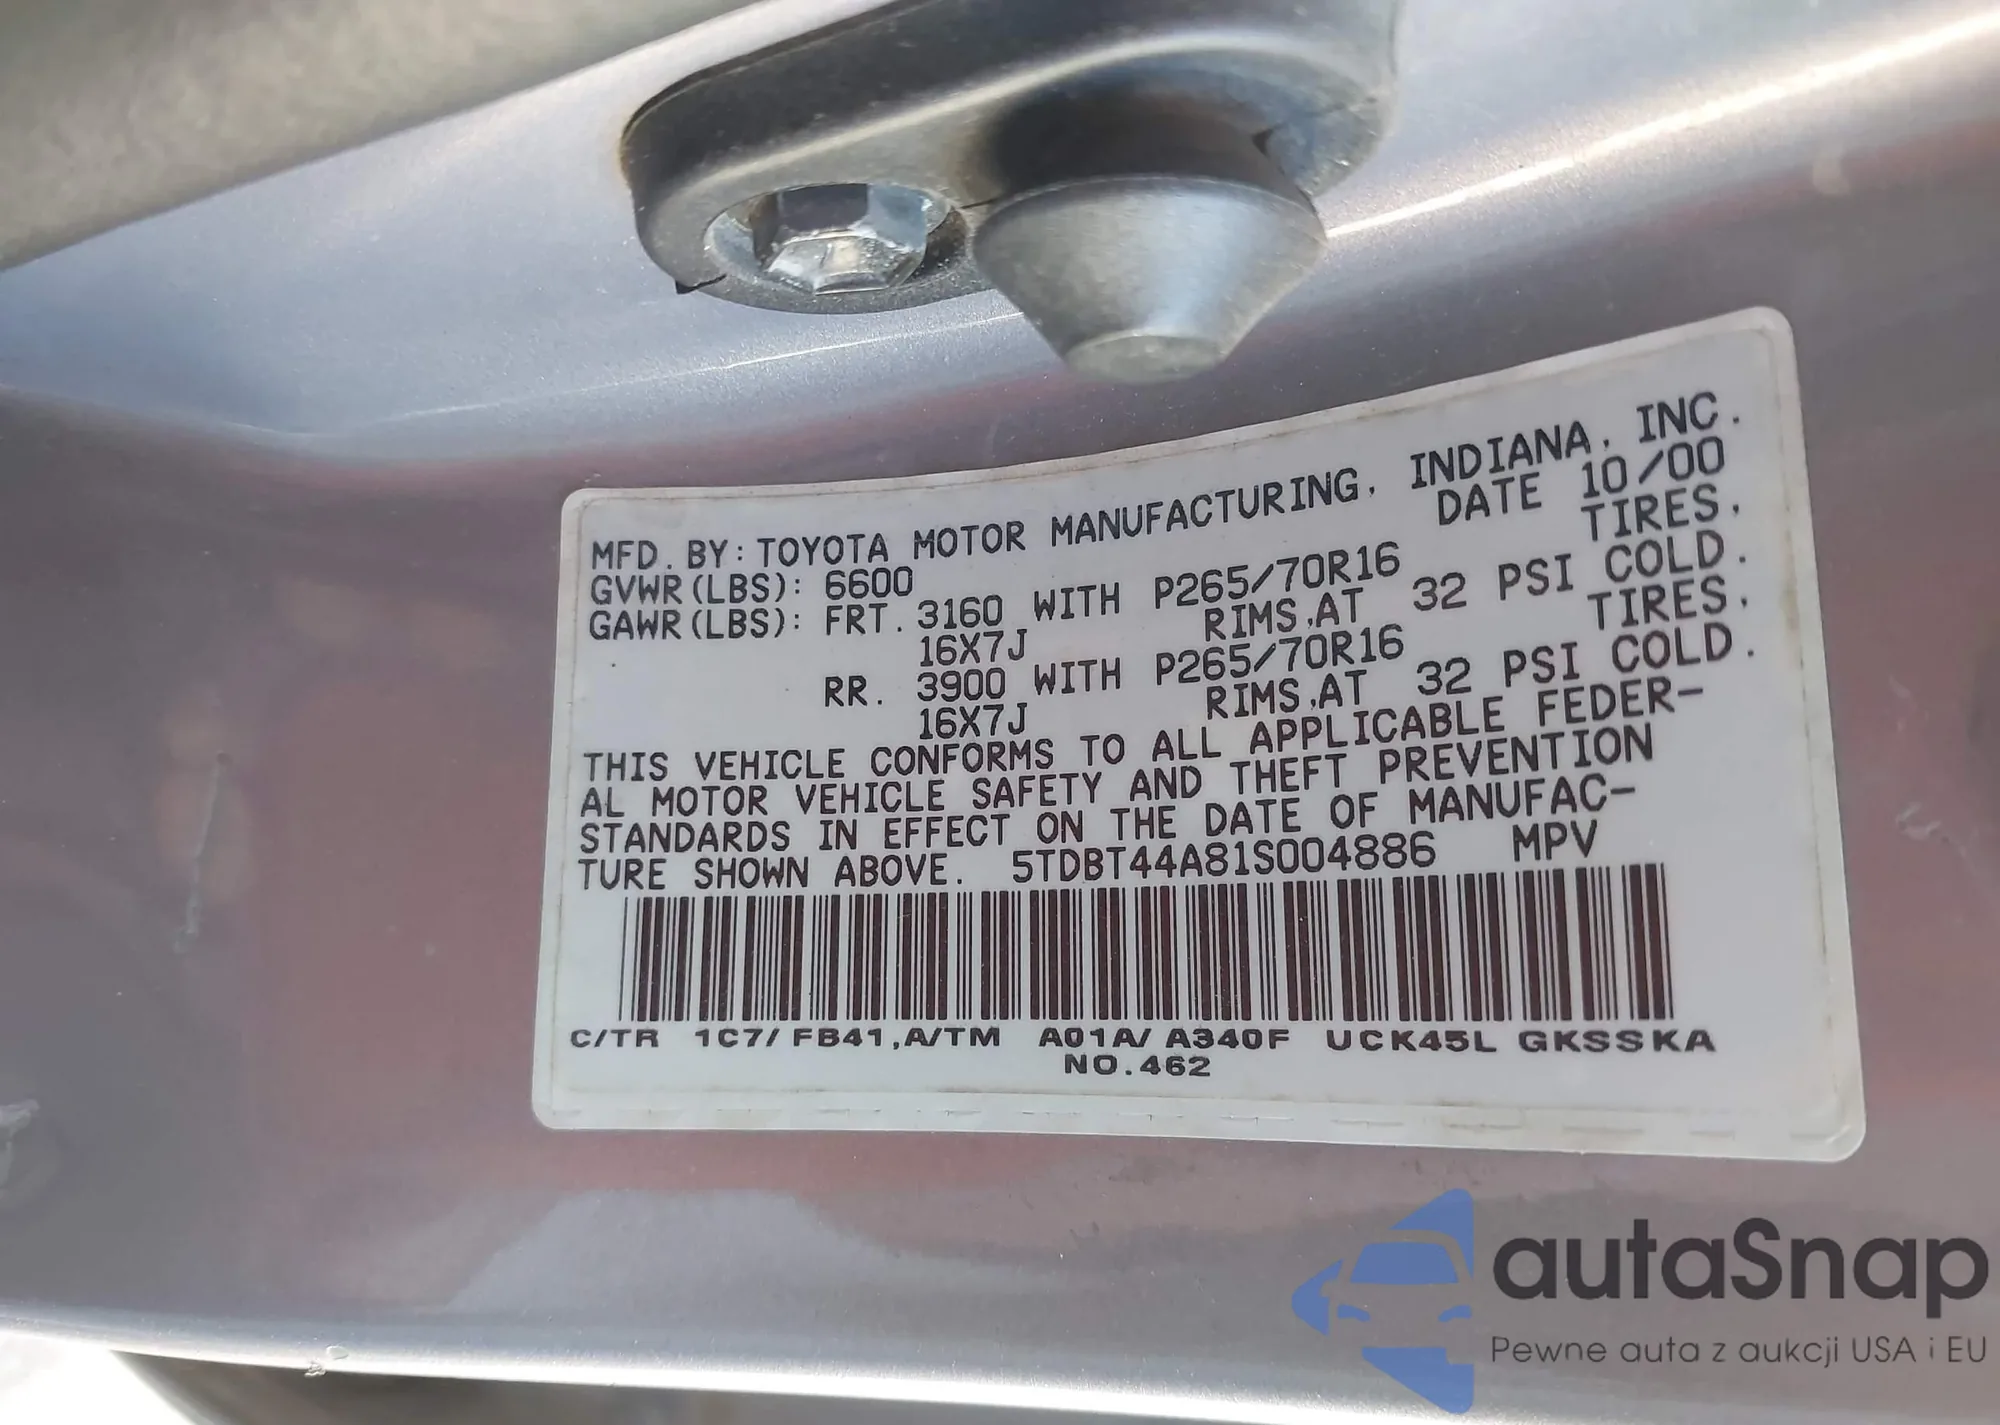 MFD. BY: TOYOTA MOTOR MANUFACTURING, INDIANA, INC.
GVWR(LBS): 6600 DATE 10/00
GAWR(LBS): FRT. 3160 WITH P265/70R16 TIRES,
16X7J RIMS,AT 32 PSI COLD.
RR. 3900 WITH P265/70R16 TIRES,
16X7J RIMS,AT 32 PSI COLD.
THIS VEHICLE CONFORMS TO ALL APPLICABLE FEDER-
AL MOTOR VEHICLE SAFETY AND THEFT PREVENTION
STANDARDS IN EFFECT ON THE DATE OF MANUFAC-
TURE SHOWN ABOVE. 5TDBT44A81S004886 MPV
C/TR 1C7/FB41,A/TM A01A/A340F UCK45L GKSSKA
NO.462
autaSnap
Pewne auta z aukcji USA i EU